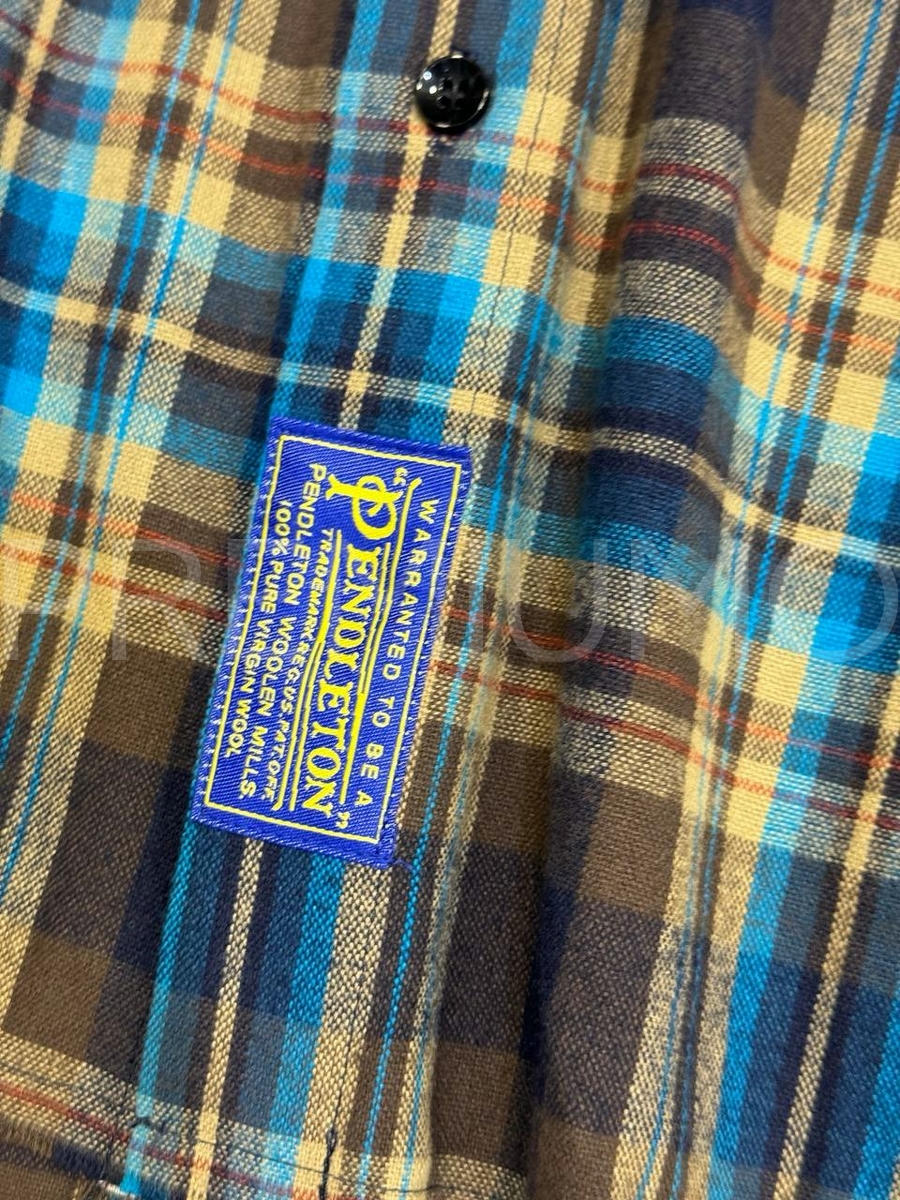 "WARRANTED TO BE A
PENDLETON"
TRADEMARK REG. U.S. PAT. OFF.
PENDLETON WOOLEN MILLS
100% PURE VIRGIN WOOL